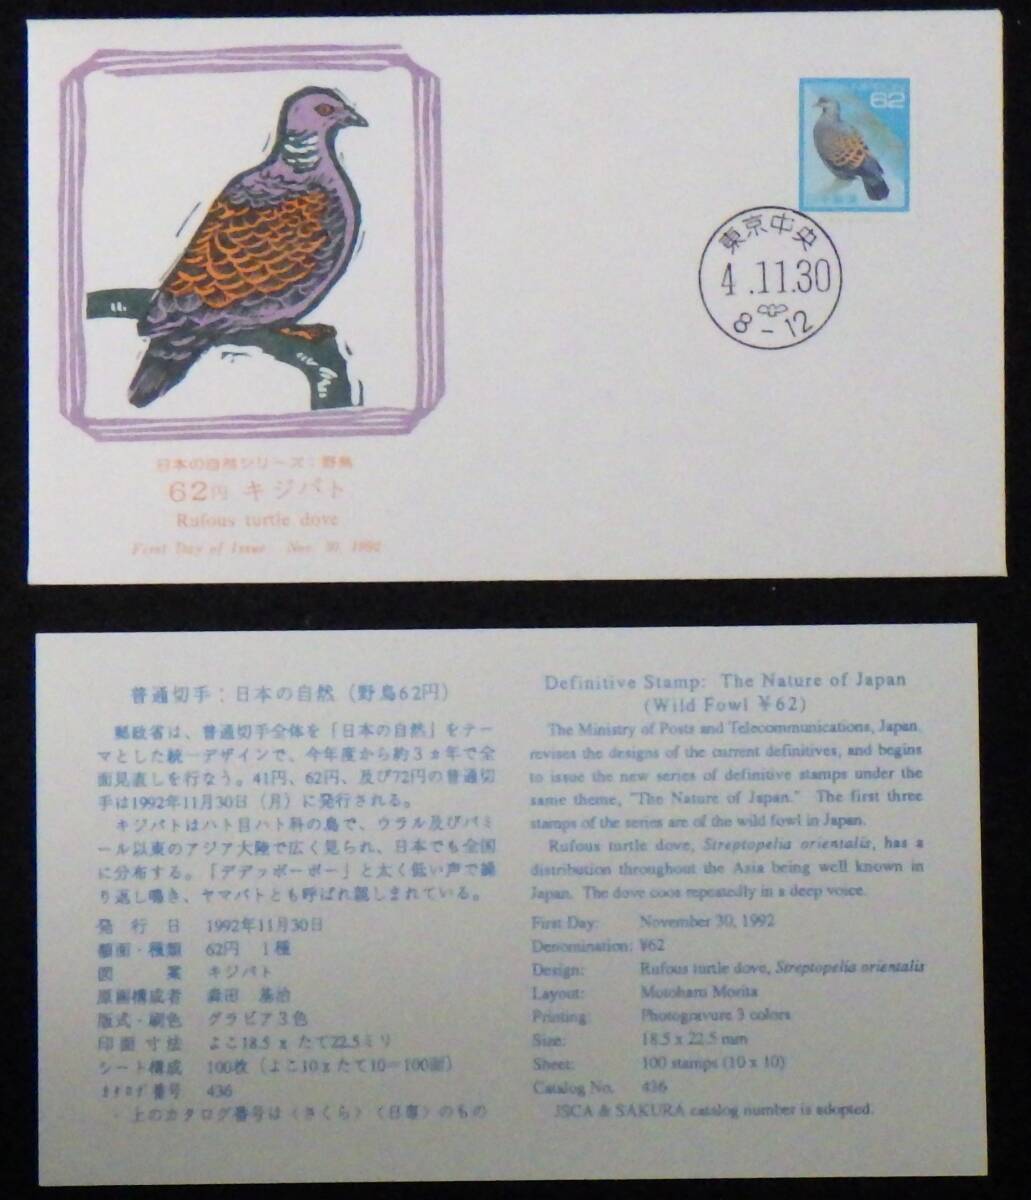 62
東京中央
4.11.30
8-12
日本の自然シリーズ:野鳥
62円 キジバト
Rufous turtle dove
First Day of Issue Nov. 30, 1992
普通切手:日本の自然(野鳥62円)
郵政省は、普通切手全体を「日本の自然」をテー
マとした統一デザインで、今年度から約3ヵ年で全
面見直しを行なう。41円、62円、及び72円の普通切
手は1992年11月30日(月)に発行される。
キジバトはハト目ハト科の鳥で、ウラル及びパミ
ール以東のアジア大陸で広く見られ、日本でも全国
に分布する。「デデッポーポー」と太く低い声で繰
り返し鳴き、ヤマバトとも呼ばれ親しまれている。
発行日 1992年11月30日
額面・種類 62円 1種
図案 キジバト
原画構成者 森田 基治
版式・刷色 グラビア3色
印面寸法 よこ18.5 x たて22.5ミリ
シート構成 100枚(よこ10xたて10=100面)
カタログ番号 436
上のカタログ番号は〈さくら〉〈日専〉のもの
Definitive Stamp: The Nature of Japan
(Wild Fowl ¥62)
The Ministry of Posts and Telecommunications, Japan,
revises the designs of the current definitives, and begins
to issue the new series of definitive stamps under the
same theme, "The Nature of Japan." The first three
stamps of the series are of the wild fowl in Japan.
Rufous turtle dove, Streptopelia orientalis, has a
distribution throughout the Asia being well known in
Japan. The dove coos repeatedly in a deep voice.
First Day: November 30, 1992
Denomination: ¥62
Design: Rufous turtle dove, Streptopelia orientalis
Layout: Motoharu Morita
Printing: Photogravure 3 colors
Size: 18.5 x 22.5 mm
Sheet: 100 stamps (10 x 10)
Catalog No. 436
JSCA & SAKURA catalog number is adopted.